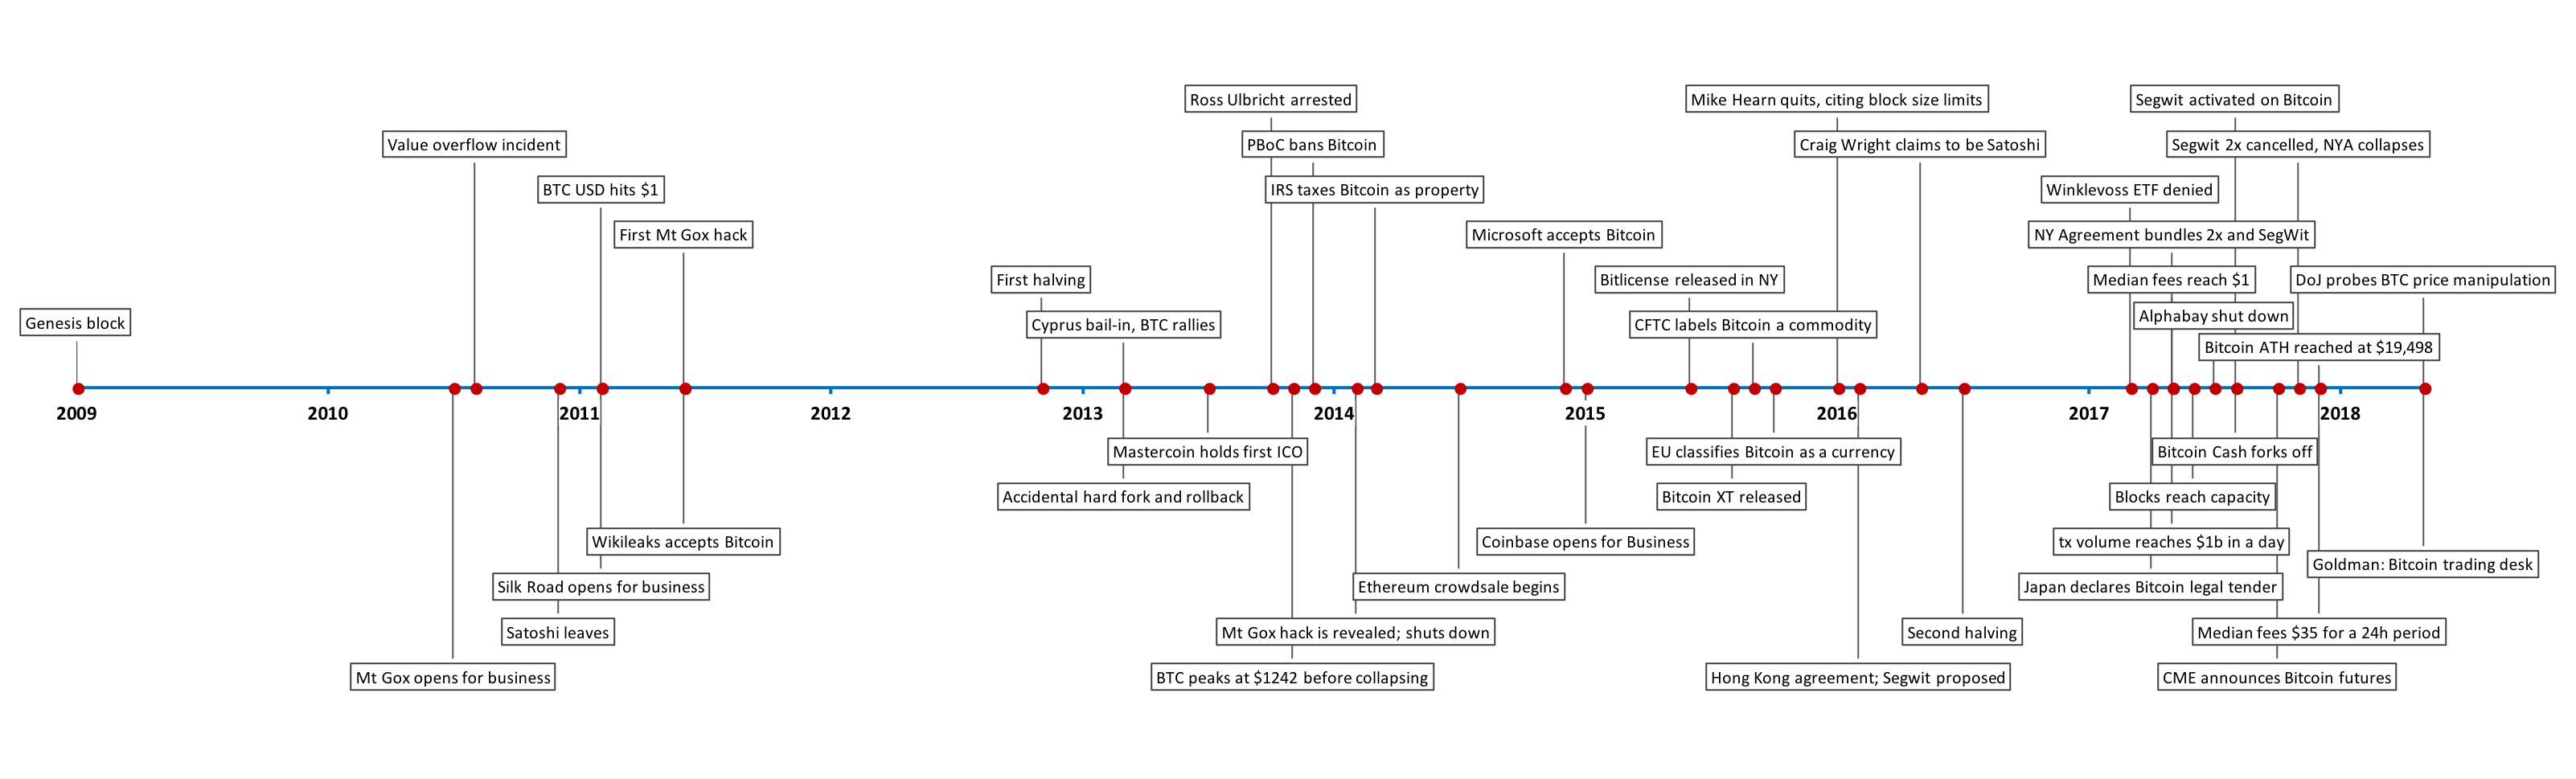 Ross Ulbricht arrested
Mike Hearn quits, citing block size limits
Segwit activated on Bitcoin
Value overflow incident
PBoC bans Bitcoin
Craig Wright claims to be Satoshi
Segwit 2x cancelled, NYA collapses
BTC USD hits $1
IRS taxes Bitcoin as property
Winklevoss ETF denied
First Mt Gox hack
Microsoft accepts Bitcoin
NY Agreement bundles 2x and SegWit
First halving
Bitlicense released in NY
Median fees reach $1
DoJ probes BTC price manipulation
Genesis block
Cyprus bail-in, BTC rallies
CFTC labels Bitcoin a commodity
Alphabay shut down
Bitcoin ATH reached at $19,498
2009
2010
2011
2012
2013
2014
2015
2016
2017
2018
Mastercoin holds first ICO
EU classifies Bitcoin as a currency
Bitcoin Cash forks off
Accidental hard fork and rollback
Bitcoin XT released
Blocks reach capacity
Wikileaks accepts Bitcoin
Coinbase opens for Business
tx volume reaches $1b in a day
Goldman: Bitcoin trading desk
Silk Road opens for business
Ethereum crowdsale begins
Japan declares Bitcoin legal tender
Satoshi leaves
Mt Gox hack is revealed; shuts down
Second halving
Median fees $35 for a 24h period
Mt Gox opens for business
BTC peaks at $1242 before collapsing
Hong Kong agreement; Segwit proposed
CME announces Bitcoin futures